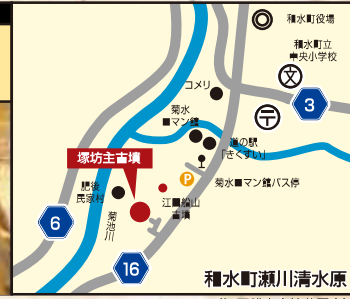 和水町役場
和水町立
中央小学校
文
コメリ
3
菊水
■マン館
〒
道の駅
「きくすい」
塚坊主古墳
P
菊水■マン館バス停
肥後
民家村
江■船山
古墳
菊池川
6
16
和水町瀬川清水原